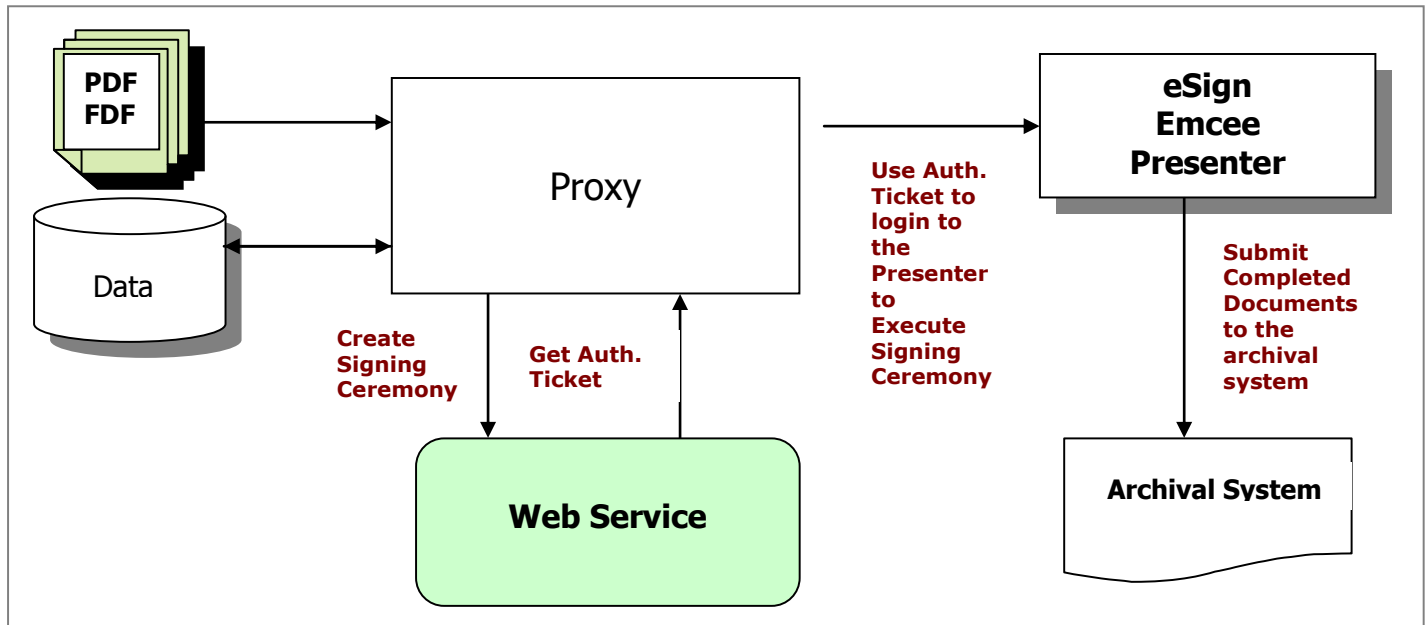 PDF
FDF
Data
Proxy
Create
Signing
Ceremony
Get Auth.
Ticket
Web Service
Use Auth.
Ticket to
login to
the
Presenter
to
Execute
Signing
Ceremony
eSign
Emcee
Presenter
Submit
Completed
Documents
to the
archival
system
Archival System